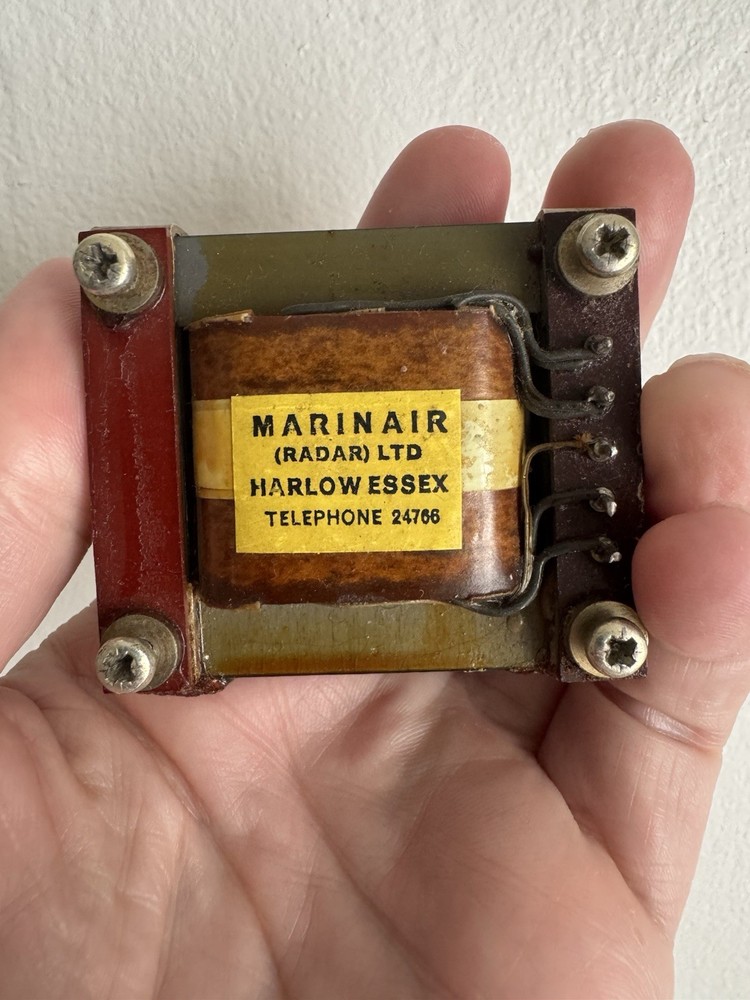 MARINAIR
(RADAR) LTD
HARLOW ESSEX
TELEPHONE 24766